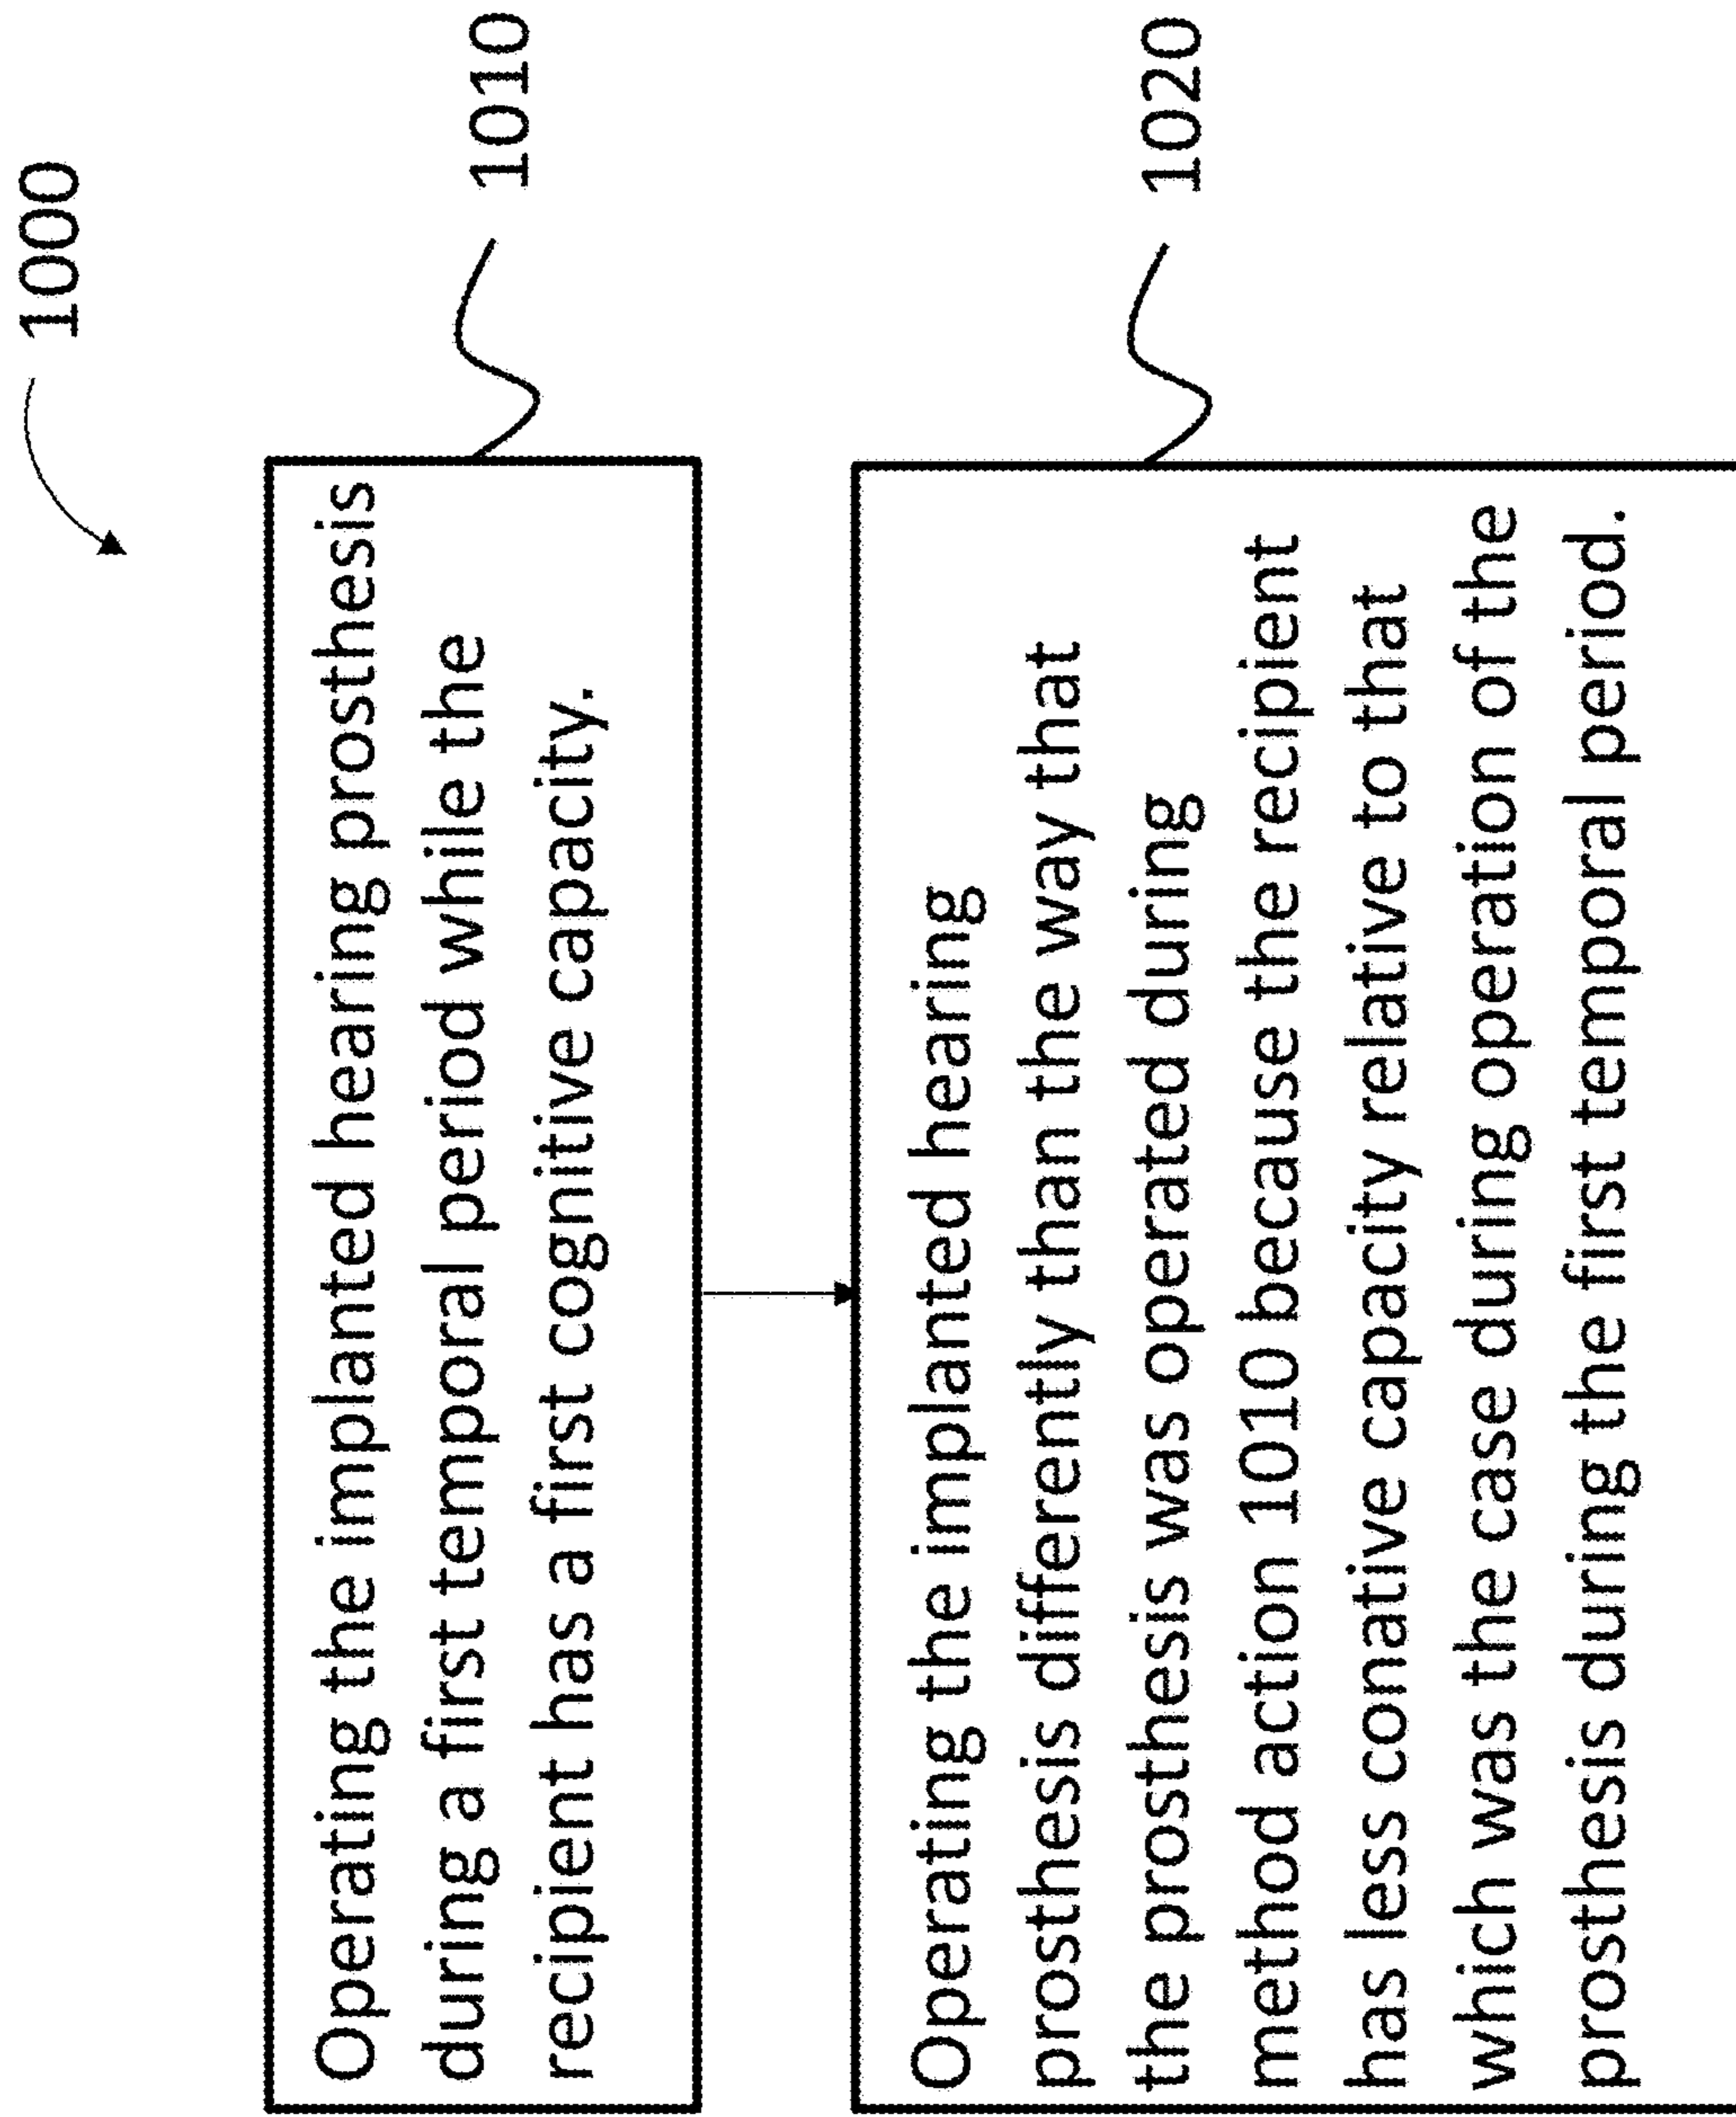 1000
Operating the implanted hearing prosthesis
during a first temporal period while the
recipient has a first cognitive capacity.
1010
Operating the implanted hearing
prosthesis differently than the way that
the prosthesis was operated during
method action 1010 because the recipient
has less conative capacity relative to that
which was the case during operation of the
prosthesis during the first temporal period.
1020